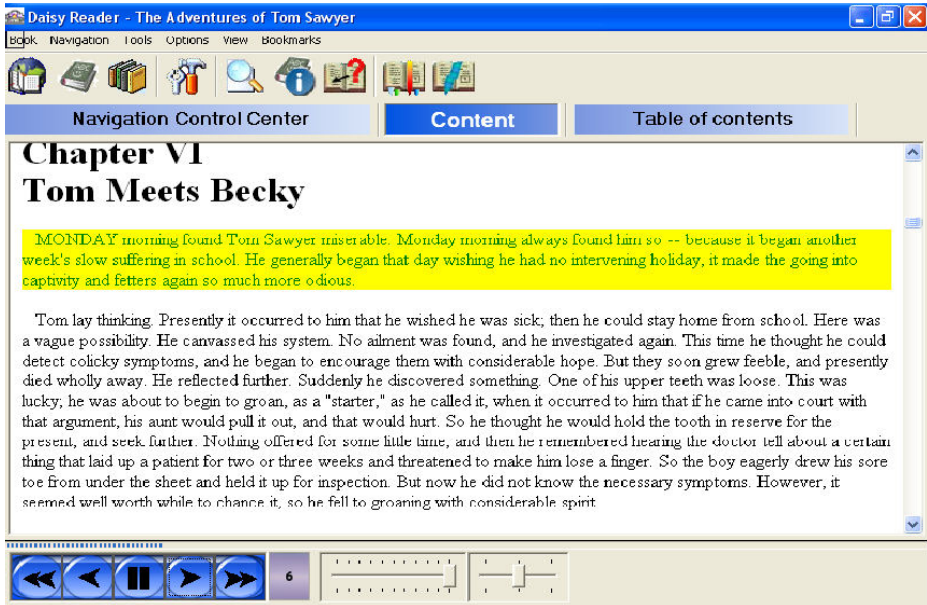 Daisy Reader - The Adventures of Tom Sawyer
Book Navigation Tools Options View Bookmarks
Navigation Control Center Content Table of contents
Chapter VI
Tom Meets Becky
MONDAY morning found Tom Sawyer miserable. Monday morning always found him so -- because it began another
week's slow suffering in school. He generally began that day wishing he had no intervening holiday, it made the going into
captivity and fetters again so much more odious.
Tom lay thinking. Presently it occurred to him that he wished he was sick; then he could stay home from school. Here was
a vague possibility. He canvassed his system. No ailment was found, and he investigated again. This time he thought he could
detect colicky symptoms, and he began to encourage them with considerable hope. But they soon grew feeble, and presently
died wholly away. He reflected further. Suddenly he discovered something. One of his upper teeth was loose. This was
lucky; he was about to begin to groan, as a "starter," as he called it, when it occurred to him that if he came into court with
that argument, his aunt would pull it out, and that would hurt. So he thought he would hold the tooth in reserve for the
present, and seek further. Nothing offered for some little time, and then he remembered hearing the doctor tell about a certain
thing that laid up a patient for two or three weeks and threatened to make him lose a finger. So the boy eagerly drew his sore
toe from under the sheet and held it up for inspection. But now he did not know the necessary symptoms. However, it
seemed well worth while to chance it, so he fell to groaning with considerable spirit
6